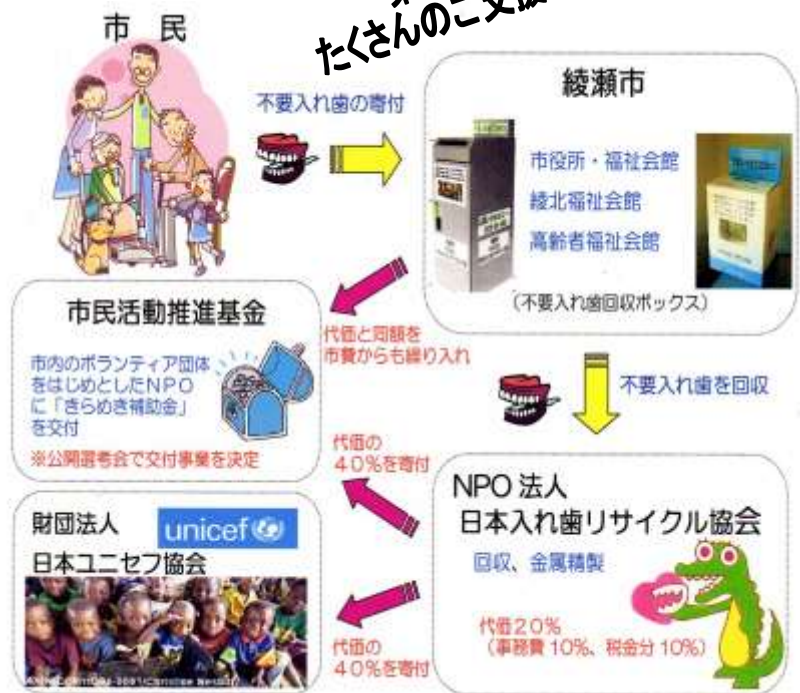 たくさんのご支援
市民
不要入れ歯の寄付
綾瀬市
市役所・福祉会館
綾北福祉会館
高齢者福祉会館
(不要入れ歯回収ボックス)
代価と同額を
市費からも繰り入れ
市民活動推進基金
市内のボランティア団体
をはじめとしたNPO
に「きらめき補助金」
を交付
※公開選考会で交付事業を決定
不要入れ歯を回収
代価の
40%を寄付
NPO 法人
日本入れ歯リサイクル協会
回収、金属精製
代価20%
(事務費 10%、税金分 10%)
財団法人
unicef
日本ユニセフ協会
代価の
40%を寄付